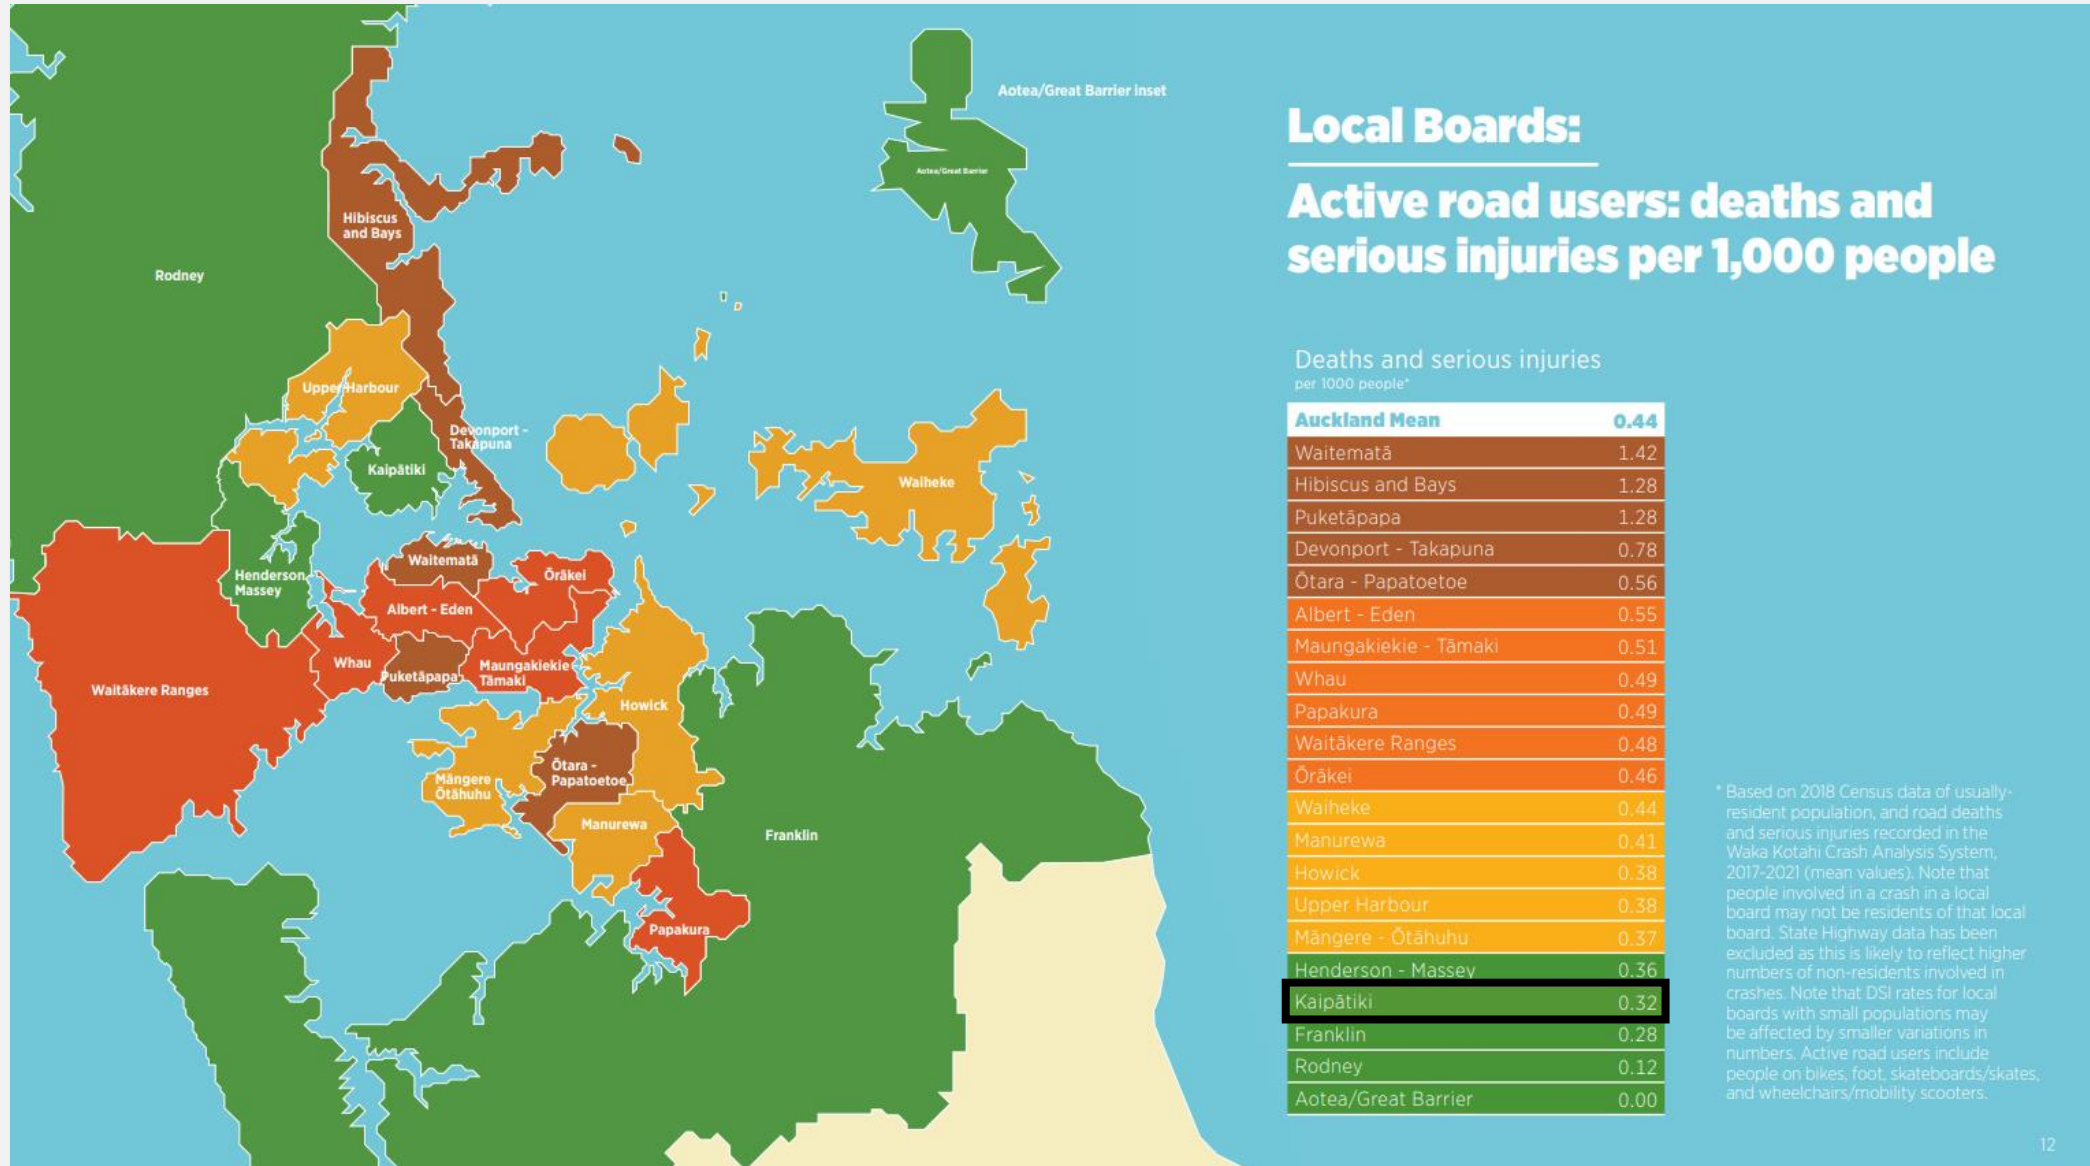 Aotea/Great Barrier inset
Aotea/Great Barrier
Hibiscus
and Bays
Rodney
Upper Harbour
Devonport -
Takapuna
Kaipātiki
Waiheke
Waitematā
Ōrākei
Henderson
Massey
Albert - Eden
Whau
Puketāpapa
Maungakiekie
Tāmaki
Waitākere Ranges
Howick
Ōtara -
Papatoetoe
Māngere
Ōtāhuhu
Manurewa
Franklin
Papakura
Local Boards:
Active road users: deaths and
serious injuries per 1,000 people
Deaths and serious injuries
per 1000 people*
Auckland Mean 0.44
Waitematā 1.42
Hibiscus and Bays 1.28
Puketāpapa 1.28
Devonport - Takapuna 0.78
Ōtara - Papatoetoe 0.56
Albert - Eden 0.55
Maungakiekie - Tāmaki 0.51
Whau 0.49
Papakura 0.49
Waitākere Ranges 0.48
Ōrākei 0.46
Waiheke 0.44
Manurewa 0.41
Howick 0.38
Upper Harbour 0.38
Māngere - Ōtāhuhu 0.37
Henderson - Massey 0.36
Kaipātiki 0.32
Franklin 0.28
Rodney 0.12
Aotea/Great Barrier 0.00
* Based on 2018 Census data of usually-
resident population, and road deaths
and serious injuries recorded in the
Waka Kotahi Crash Analysis System,
2017-2021 (mean values). Note that
people involved in a crash in a local
board may not be residents of that local
board. State Highway data has been
excluded as this is likely to reflect higher
numbers of non-residents involved in
crashes. Note that DSI rates for local
boards with small populations may
be affected by smaller variations in
numbers. Active road users include
people on bikes, foot, skateboards/skates,
and wheelchairs/mobility scooters.
12